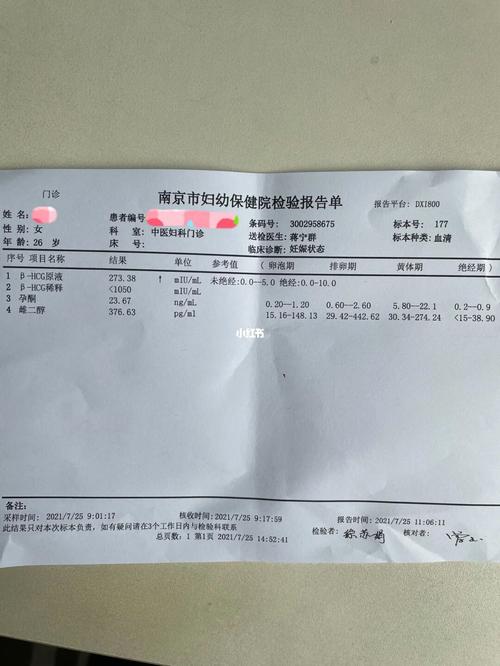 门诊
南京市妇幼保健院检验报告单
报告平台: DXI800
姓名
患者编号
条码号: 3002958675
标本号: 177
性别: 女
科 室: 中医妇科门诊
送检医生: 蒋宁群
标本种类: 血清
年龄: 26 岁
床 号:
临床诊断: 妊娠状态
序号 项目名称 结果 单位 参考值 (卵泡期 排卵期 黄体期 绝经期)
1 β-HCG原液 273.38 ↑ mIU/mL 未绝经:0.0--5.0 绝经:0.0-10.0
2 β-HCG稀释 <1050 mIU/mL
3 孕酮 23.67 ng/mL 0.20--1.20 0.60--2.60 5.80--22.1 0.2--0.9
4 雌二醇 376.63 pg/ml 15.16-148.13 29.42-442.62 30.34-274.24 <15-38.90
小红书
备注:
采样时间: 2021/7/25 9:01:17
核收时间: 2021/7/25 9:17:59
报告时间: 2021/7/25 11:06:11
此结果只对本次标本负责, 如有疑问请在3个工作日内与检验科联系
检验者:
核对者:
总页数: 1 第1页 2021/7/25 14:52:41